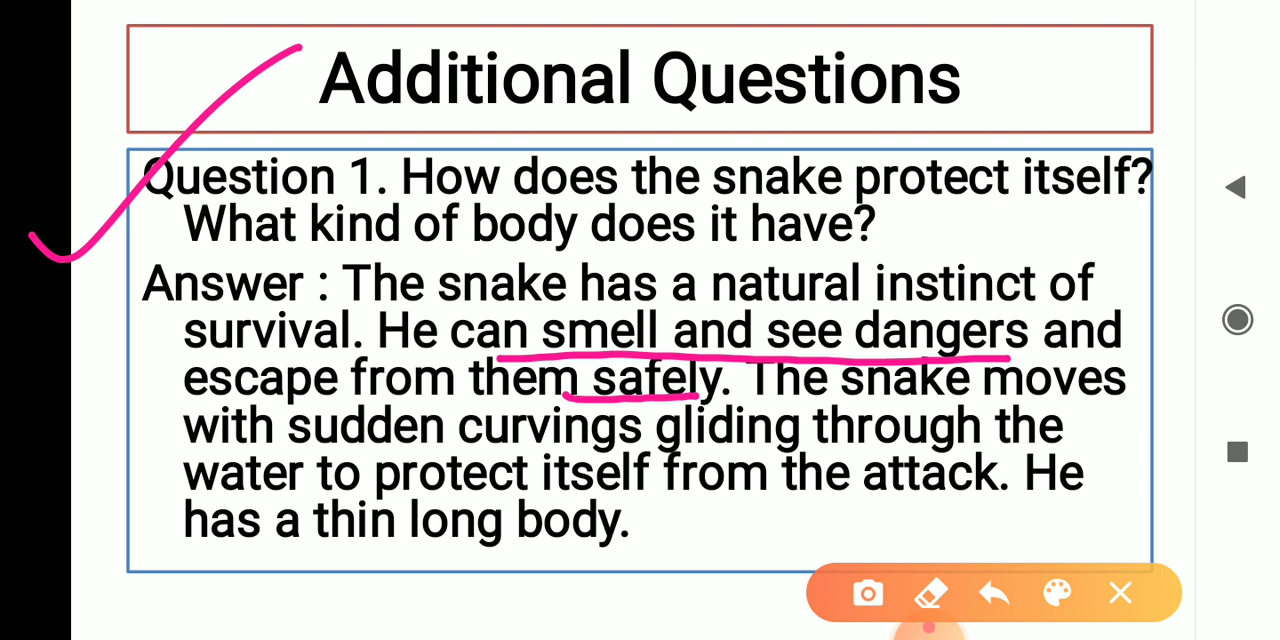 Additional Questions
Question 1. How does the snake protect itself?
What kind of body does it have?
Answer : The snake has a natural instinct of
survival. He can smell and see dangers and
escape from them safely. The snake moves
with sudden curvings gliding through the
water to protect itself from the attack. He
has a thin long body.